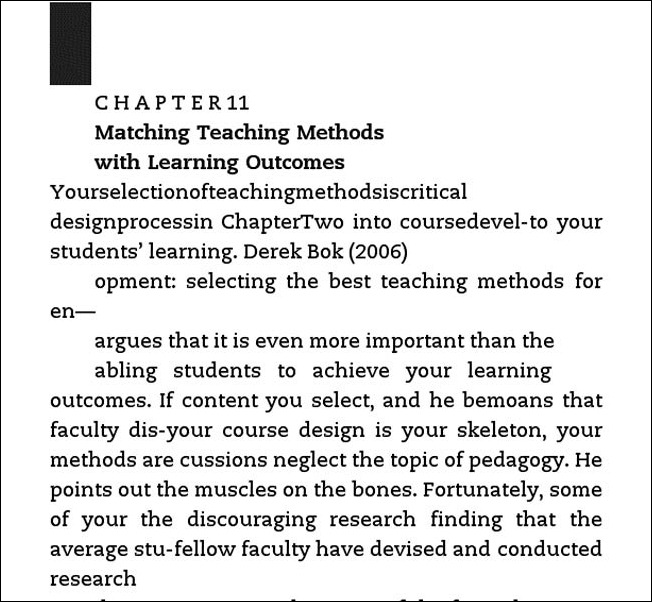 CHAPTER 11
Matching Teaching Methods
with Learning Outcomes
Yourselectionofteachingmethodsiscritical
designprocessin ChapterTwo into coursedevel-to your
students’ learning. Derek Bok (2006)
opment: selecting the best teaching methods for
en—
argues that it is even more important than the
abling students to achieve your learning
outcomes. If content you select, and he bemoans that
faculty dis-your course design is your skeleton, your
methods are cussions neglect the topic of pedagogy. He
points out the muscles on the bones. Fortunately, some
of your the discouraging research finding that the
average stu-fellow faculty have devised and conducted
research